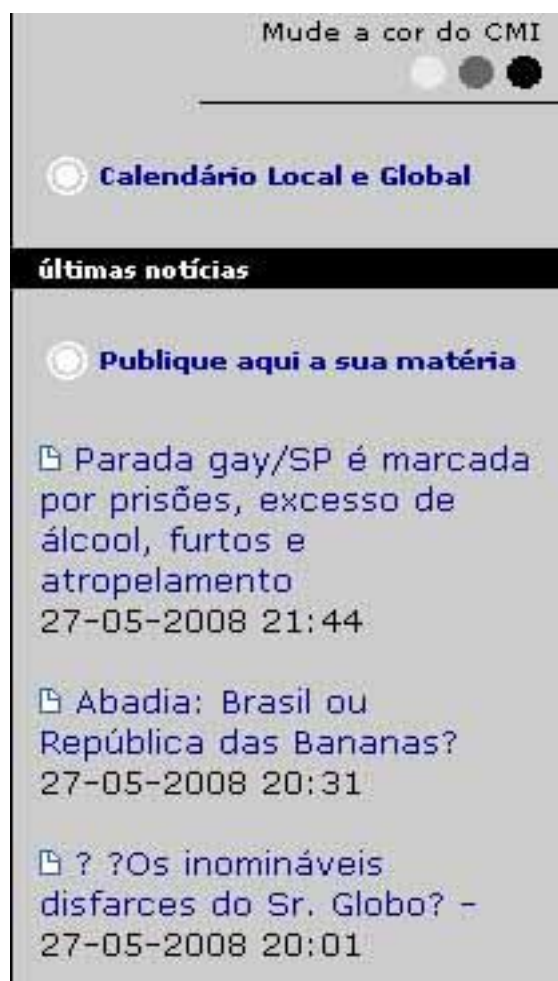 Mude a cor do CMI
Calendário Local e Global
últimas notícias
Publique aqui a sua matéria
Parada gay/SP é marcada
por prisões, excesso de
álcool, furtos e
atropelamento
27-05-2008 21:44
Abadia: Brasil ou
República das Bananas?
27-05-2008 20:31
? ?Os inomináveis
disfarces do Sr. Globo? -
27-05-2008 20:01